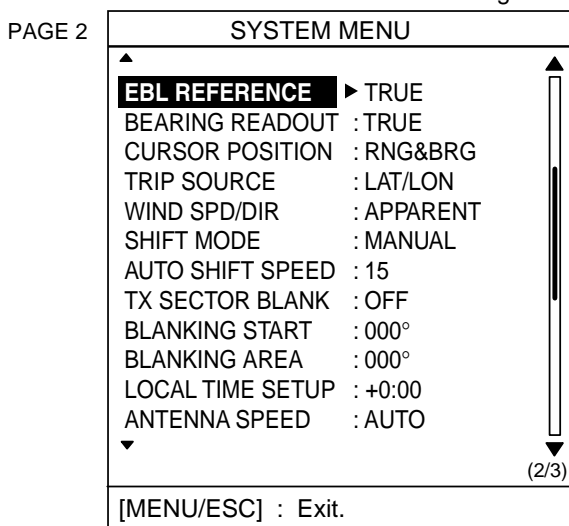 PAGE 2
SYSTEM MENU
EBL REFERENCE ▶ TRUE
BEARING READOUT : TRUE
CURSOR POSITION : RNG&BRG
TRIP SOURCE : LAT/LON
WIND SPD/DIR : APPARENT
SHIFT MODE : MANUAL
AUTO SHIFT SPEED : 15
TX SECTOR BLANK : OFF
BLANKING START : 000°
BLANKING AREA : 000°
LOCAL TIME SETUP : +0:00
ANTENNA SPEED : AUTO
(2/3)
[MENU/ESC] : Exit.